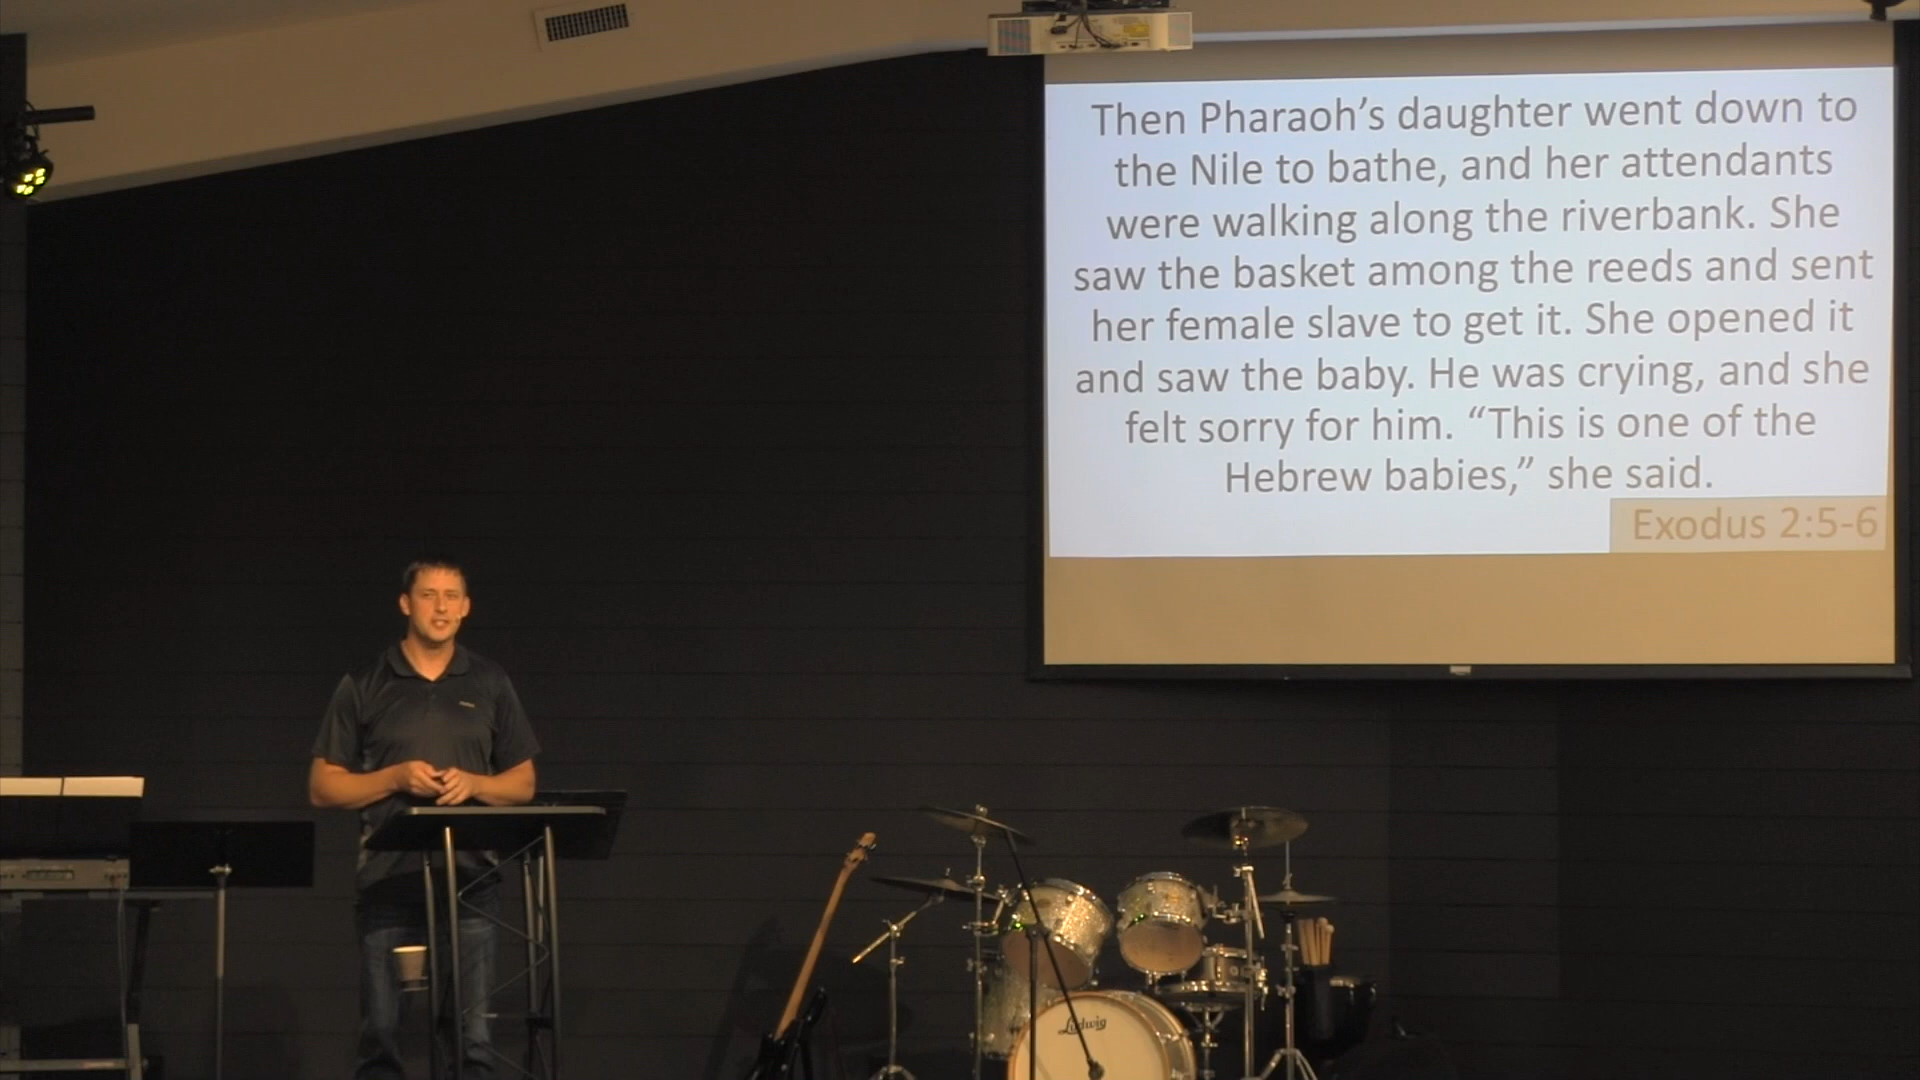 Then Pharaoh’s daughter went down to
the Nile to bathe, and her attendants
were walking along the riverbank. She
saw the basket among the reeds and sent
her female slave to get it. She opened it
and saw the baby. He was crying, and she
felt sorry for him. “This is one of the
Hebrew babies,” she said.
Exodus 2:5-6
Ludwig